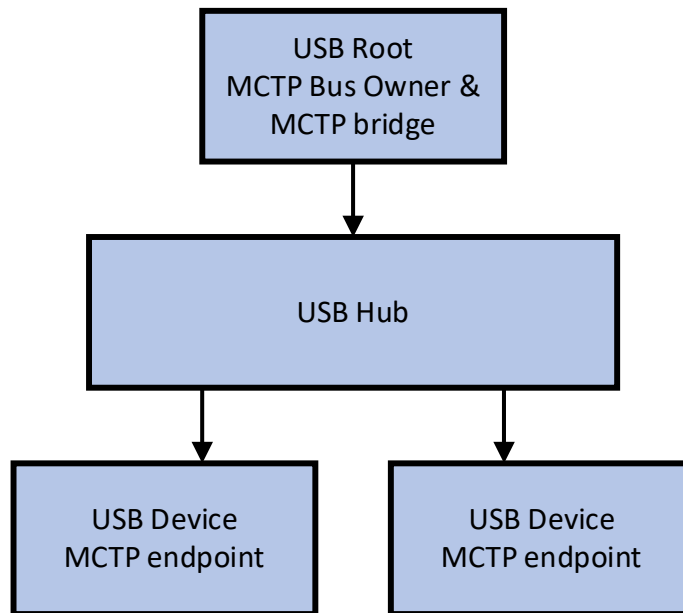 USB Root
MCTP Bus Owner &
MCTP bridge
USB Hub
USB Device
MCTP endpoint
USB Device
MCTP endpoint